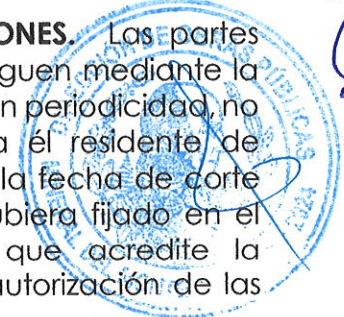 ONES. Las partes
guen mediante la
n periodicidad, no
a él residente de
la fecha de corte
ubiera fijado en el
que acredite la
autorización de las